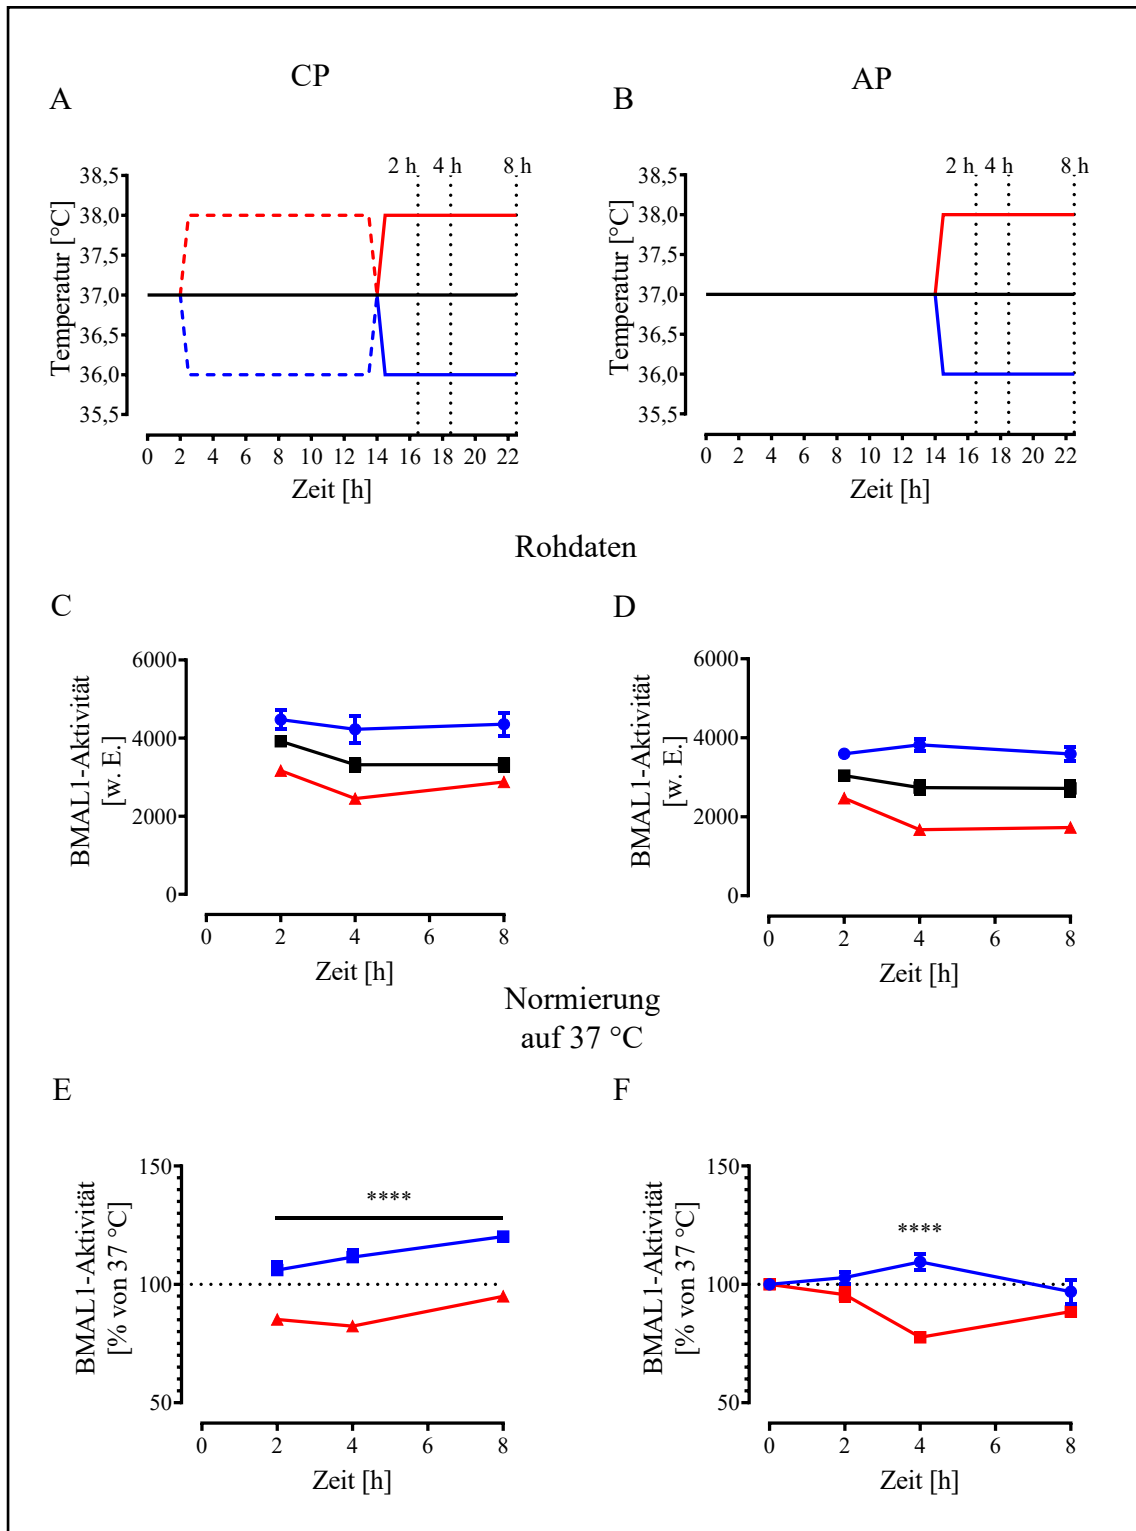 CP
AP
A
B
2 h 4 h 8 h
2 h 4 h 8 h
Temperatur [°C]
38,5
38,0
37,5
37,0
36,5
36,0
35,5
0 2 4 6 8 10 12 14 16 18 20 22
Zeit [h]
Temperatur [°C]
38,5
38,0
37,5
37,0
36,5
36,0
35,5
0 2 4 6 8 10 12 14 16 18 20 22
Zeit [h]
Rohdaten
C
D
BMAL1-Aktivität
[w. E.]
6000
4000
2000
0
0 2 4 6 8
Zeit [h]
BMAL1-Aktivität
[w. E.]
6000
4000
2000
0
0 2 4 6 8
Zeit [h]
Normierung
auf 37 °C
E
F
BMAL1-Aktivität
[% von 37 °C]
150
100
50
****
0 2 4 6 8
Zeit [h]
BMAL1-Aktivität
[% von 37 °C]
150
100
50
****
0 2 4 6 8
Zeit [h]